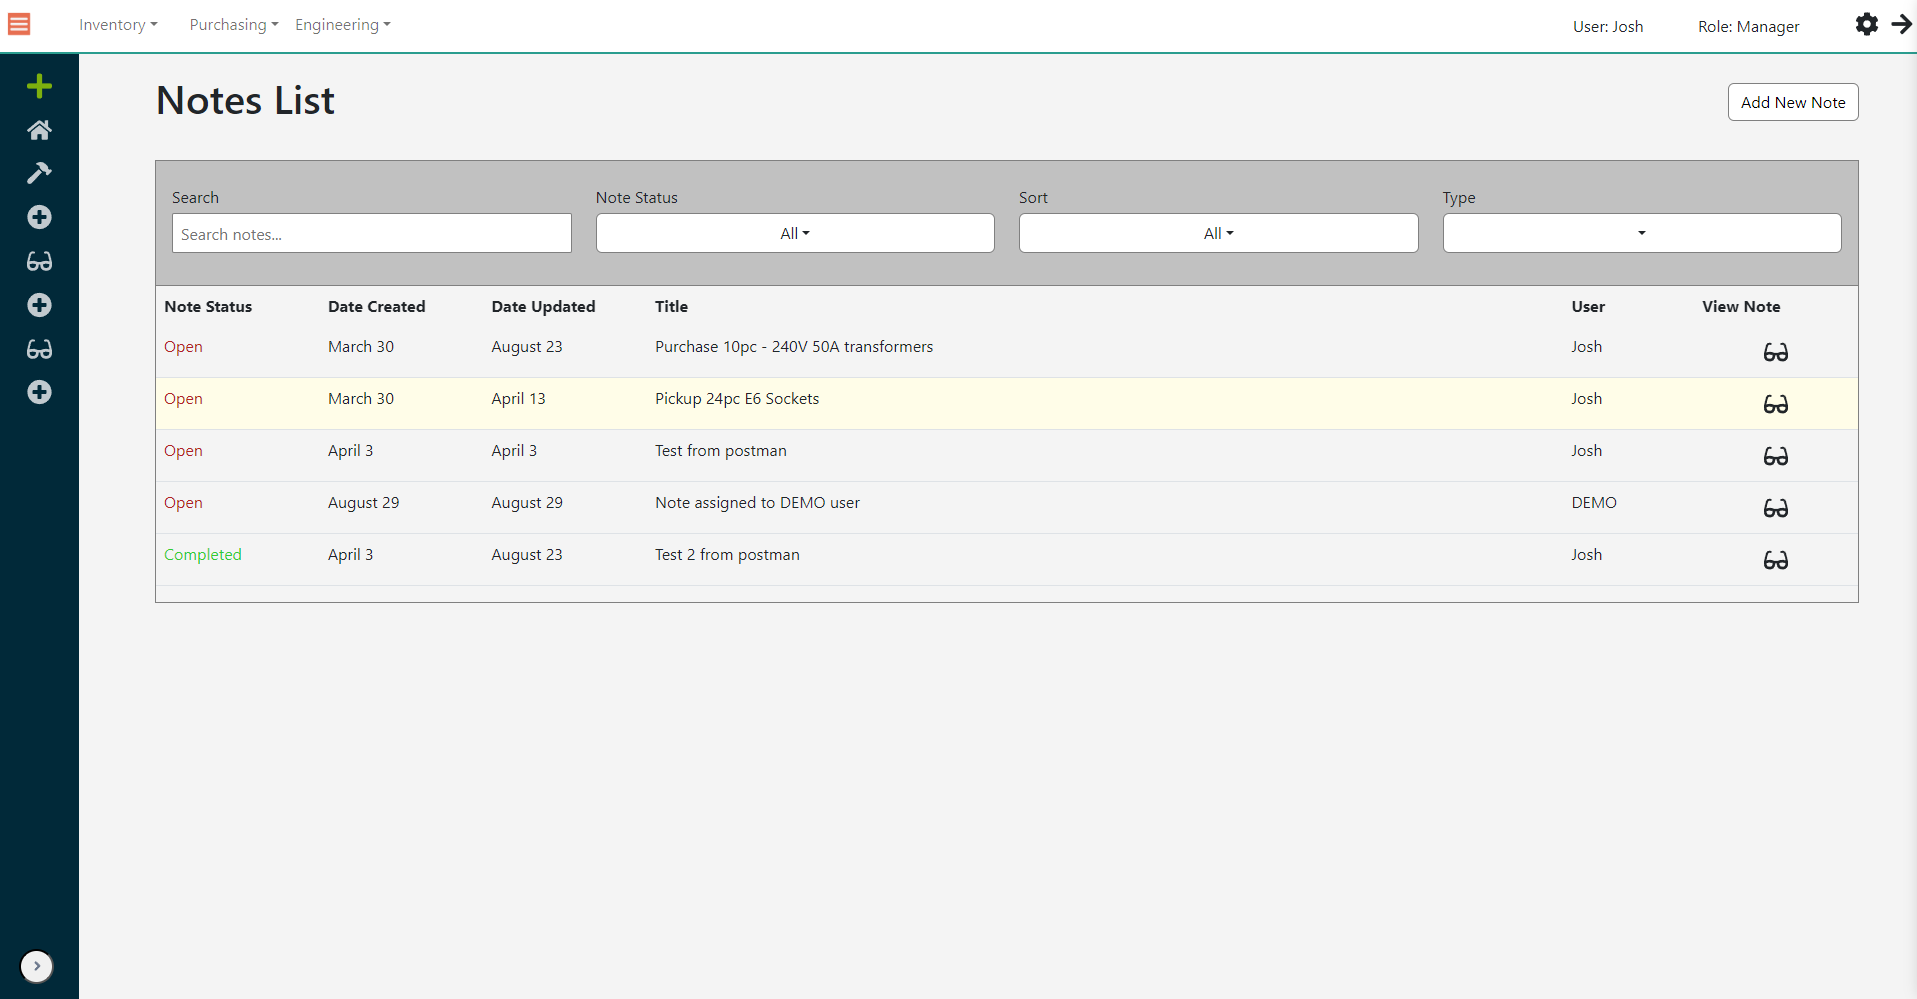 Inventory Purchasing Engineering User: Josh Role: Manager
Notes List
Add New Note
Search Note Status Sort Type
Search notes... All All
Note Status Date Created Date Updated Title User View Note
Open March 30 August 23 Purchase 10pc - 240V 50A transformers Josh
Open March 30 April 13 Pickup 24pc E6 Sockets Josh
Open April 3 April 3 Test from postman Josh
Open August 29 August 29 Note assigned to DEMO user DEMO
Completed April 3 August 23 Test 2 from postman Josh